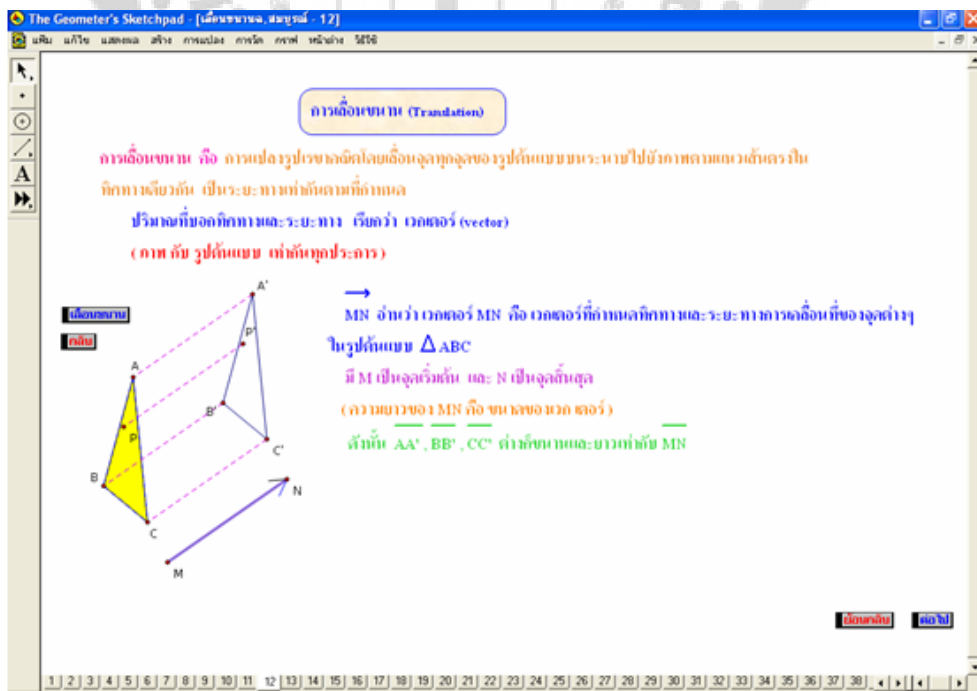 The Geometer's Sketchpad - [เลื่อนขนานฉ.สมบูรณ์ - 12]
แฟ้ม แก้ไข แสดงผล สร้าง การแปลง การวัด กราฟ หน้าต่าง วิธีใช้
การเลื่อนขนาน (Translation)
การเลื่อนขนาน คือ การแปลงรูปเรขาคณิตโดยเลื่อนจุดทุกจุดของรูปต้นแบบบนระนาบไปยังภาพตามแนวเส้นตรงใน
ทิศทางเดียวกัน เป็นระยะทางเท่ากันตามที่กำหนด
ปริมาณที่บอกทิศทางและระยะทาง เรียกว่า เวกเตอร์ (vector)
( ภาพ กับ รูปต้นแบบ เท่ากันทุกประการ )
เลื่อนขนาน
กลับ
MN อ่านว่า เวกเตอร์ MN คือ เวกเตอร์ที่กำหนดทิศทางและระยะทางการเคลื่อนที่ของจุดต่างๆ
ในรูปต้นแบบ Δ ABC
มี M เป็นจุดเริ่มต้น และ N เป็นจุดสิ้นสุด
( ความยาวของ MN คือ ขนาดของเวกเตอร์ )
ดังนั้น AA' , BB' , CC' ต่างก็ขนานและยาวเท่ากับ MN
A'
P'
A
B'
P
C'
B
N
C
M
ย้อนกลับ ต่อไป
1 2 3 4 5 6 7 8 9 10 11 12 13 14 15 16 17 18 19 20 21 22 23 24 25 26 27 28 29 30 31 32 33 34 35 36 37 38